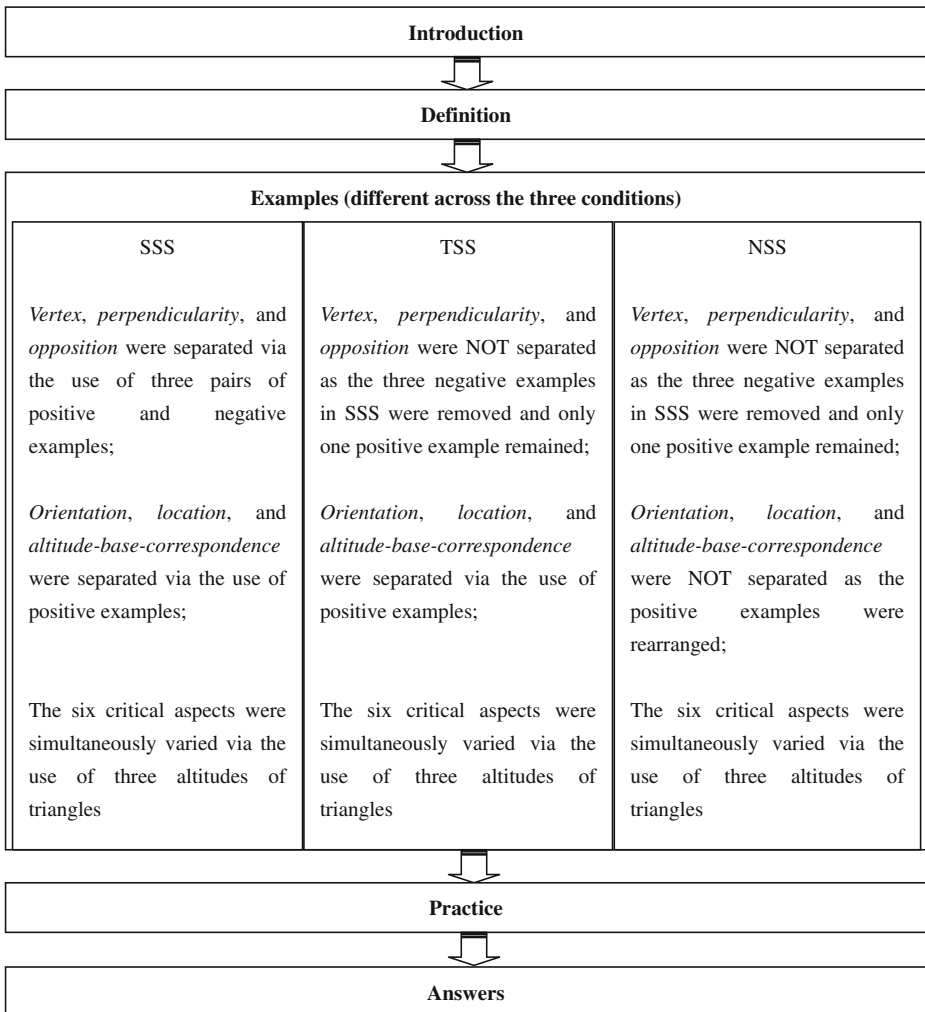 Introduction
Definition
Examples (different across the three conditions)
SSS
Vertex, perpendicularity, and
opposition were separated via
the use of three pairs of
positive and negative
examples;
Orientation, location, and
altitude-base-correspondence
were separated via the use of
positive examples;
The six critical aspects were
simultaneously varied via the
use of three altitudes of
triangles
TSS
Vertex, perpendicularity, and
opposition were NOT separated
as the three negative examples
in SSS were removed and only
one positive example remained;
Orientation, location, and
altitude-base-correspondence
were separated via the use of
positive examples;
The six critical aspects were
simultaneously varied via the
use of three altitudes of
triangles
NSS
Vertex, perpendicularity, and
opposition were NOT separated
as the three negative examples
in SSS were removed and only
one positive example remained;
Orientation, location, and
altitude-base-correspondence
were NOT separated as the
positive examples were
rearranged;
The six critical aspects were
simultaneously varied via the
use of three altitudes of
triangles
Practice
Answers